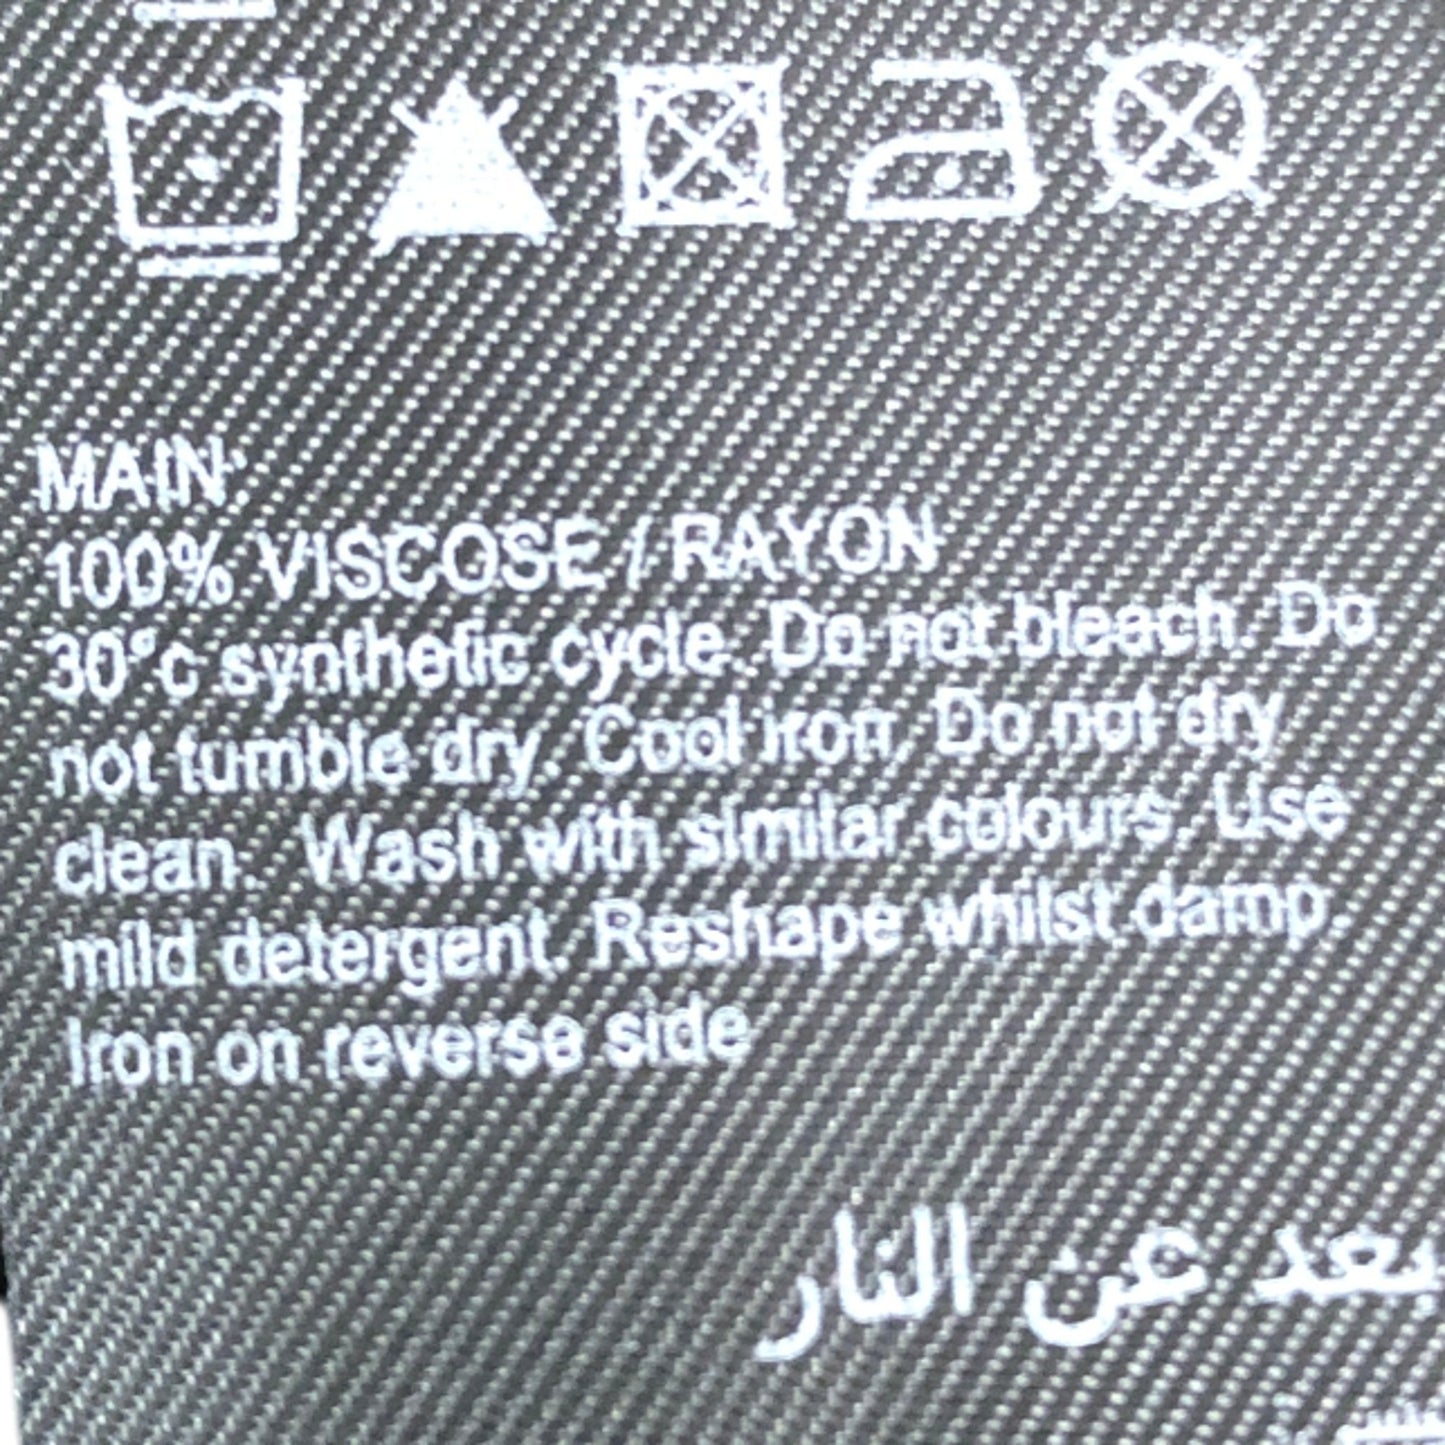 MAIN:
100% VISCOSE / RAYON
30°c synthetic cycle. Do not bleach. Do
not tumble dry. Cool iron. Do not dry
clean. Wash with similar colours. Use
mild detergent. Reshape whilst damp.
Iron on reverse side
بعد عن النار